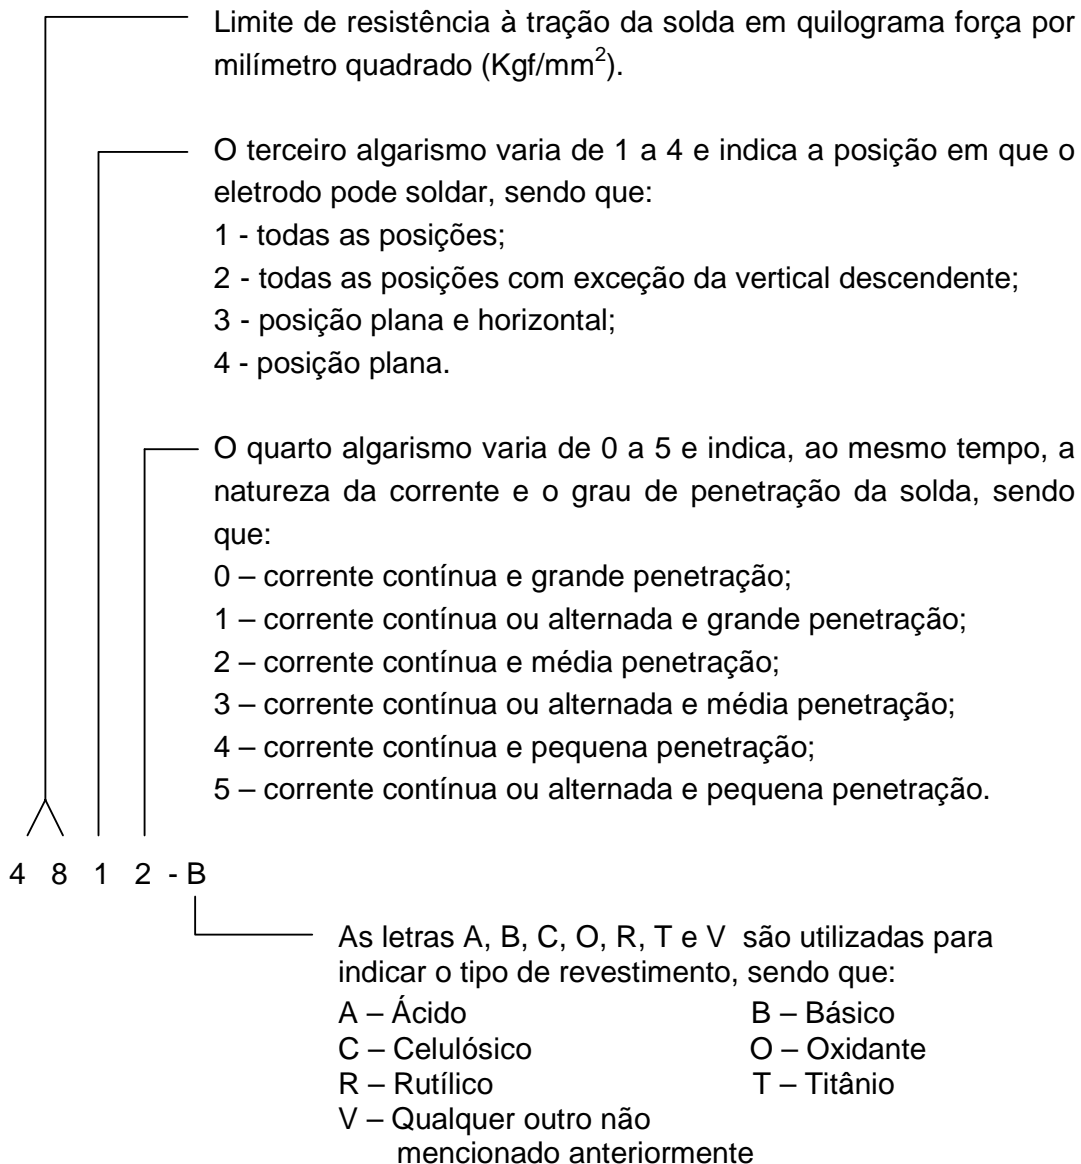 Limite de resistência à tração da solda em quilograma força por
milímetro quadrado (Kgf/mm²).
O terceiro algarismo varia de 1 a 4 e indica a posição em que o
eletrodo pode soldar, sendo que:
1 - todas as posições;
2 - todas as posições com exceção da vertical descendente;
3 - posição plana e horizontal;
4 - posição plana.
O quarto algarismo varia de 0 a 5 e indica, ao mesmo tempo, a
natureza da corrente e o grau de penetração da solda, sendo
que:
0 – corrente contínua e grande penetração;
1 – corrente contínua ou alternada e grande penetração;
2 – corrente contínua e média penetração;
3 – corrente contínua ou alternada e média penetração;
4 – corrente contínua e pequena penetração;
5 – corrente contínua ou alternada e pequena penetração.
4 8 1 2 - B
As letras A, B, C, O, R, T e V são utilizadas para
indicar o tipo de revestimento, sendo que:
A – Ácido B – Básico
C – Celulósico O – Oxidante
R – Rutílico T – Titânio
V – Qualquer outro não
mencionado anteriormente